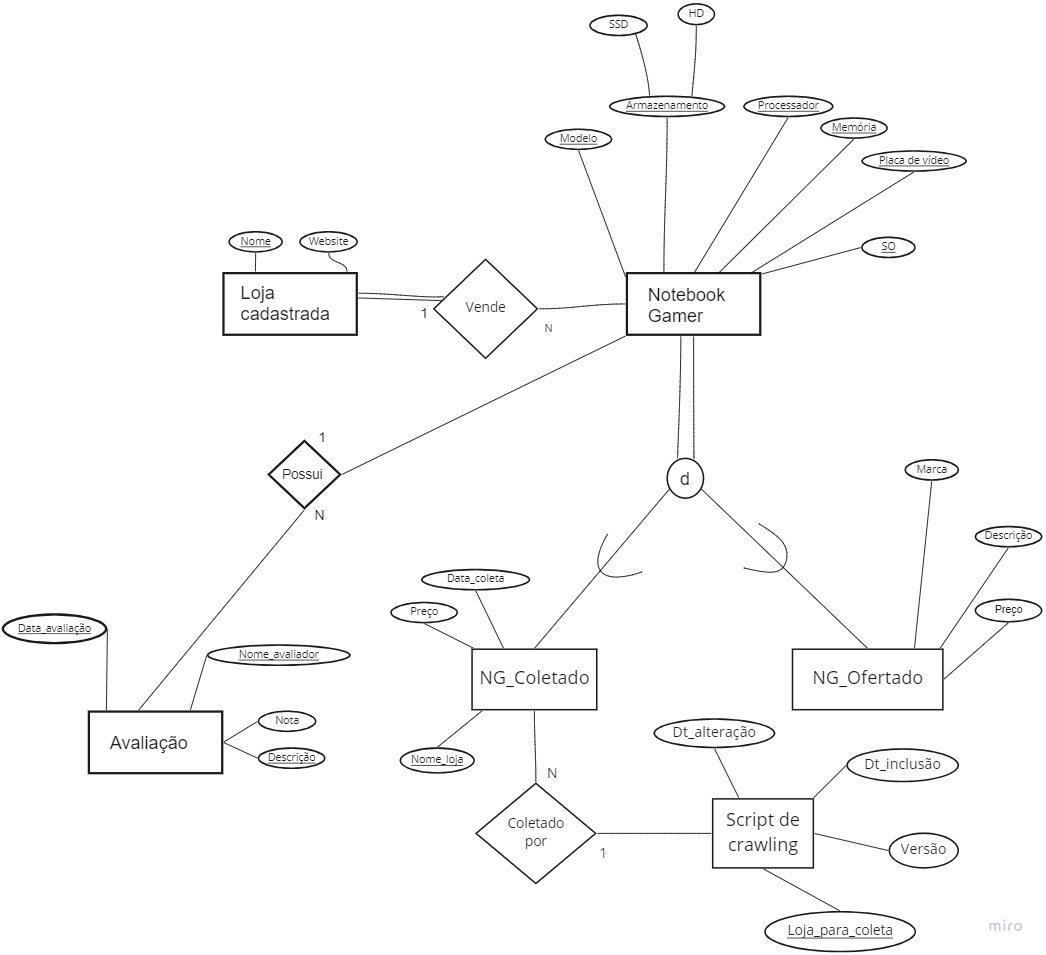 HD
SSD
Armazenamento
Processador
Memória
Modelo
Placa de vídeo
Nome
Website
SO
Loja
cadastrada
Vende
1
N
Notebook
Gamer
1
Possui
N
d
Marca
Descrição
Data_coleta
Preço
Preço
Data_avaliação
Nome_avaliador
NG_Coletado
NG_Ofertado
Avaliação
Nota
Descrição
Nome_loja
Dt_alteração
Dt_inclusão
N
Coletado
por
1
Script de
crawling
Versão
Loja_para_coleta
miro